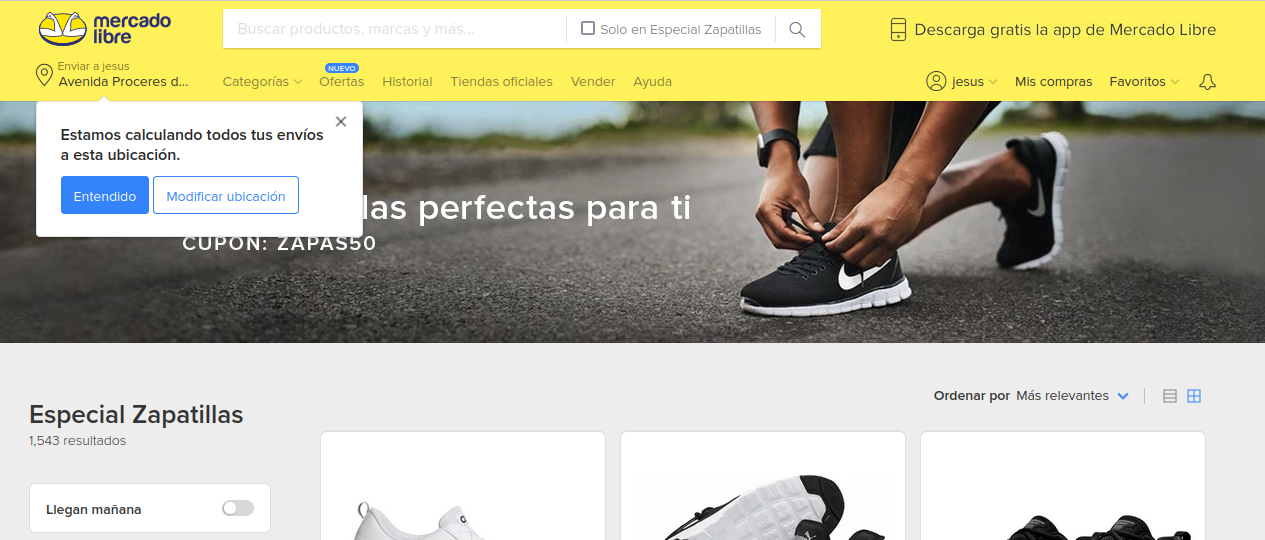 mercado
libre
Buscar productos, marcas y más...
Solo en Especial Zapatillas
Descarga gratis la app de Mercado Libre
Enviar a jesus
Avenida Proceres d...
Categorías
NUEVO
Ofertas
Historial
Tiendas oficiales
Vender
Ayuda
jesus
Mis compras
Favoritos
Estamos calculando todos tus envíos
a esta ubicación.
Entendido
Modificar ubicación
las perfectas para ti
CUPON: ZAPAS50
Ordenar por Más relevantes
Especial Zapatillas
1,543 resultados
Llegan mañana